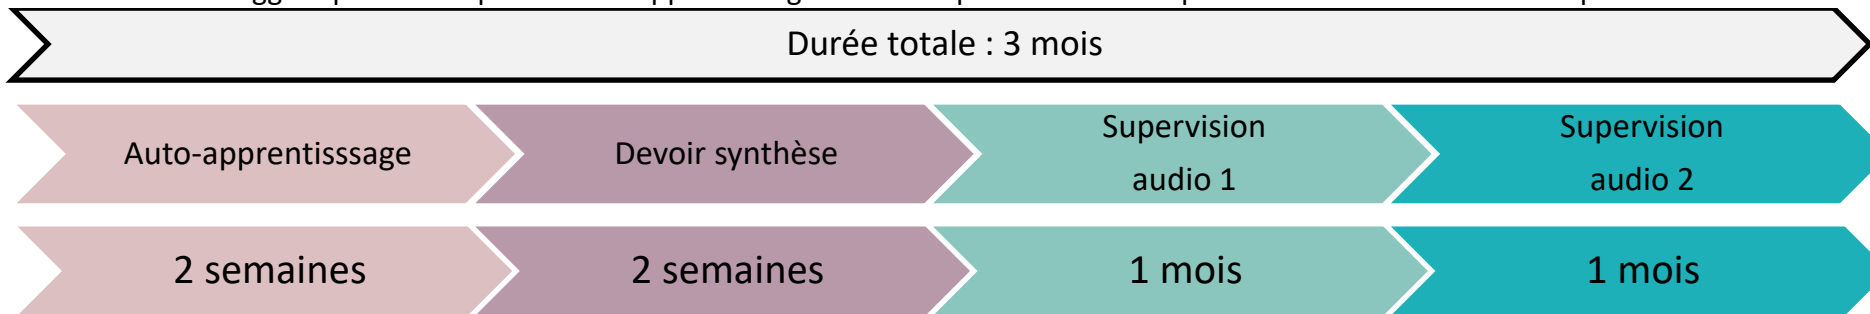 Durée totale : 3 mois
Auto-apprentisssage
Devoir synthèse
Supervision
audio 1
Supervision
audio 2
2 semaines
2 semaines
1 mois
1 mois